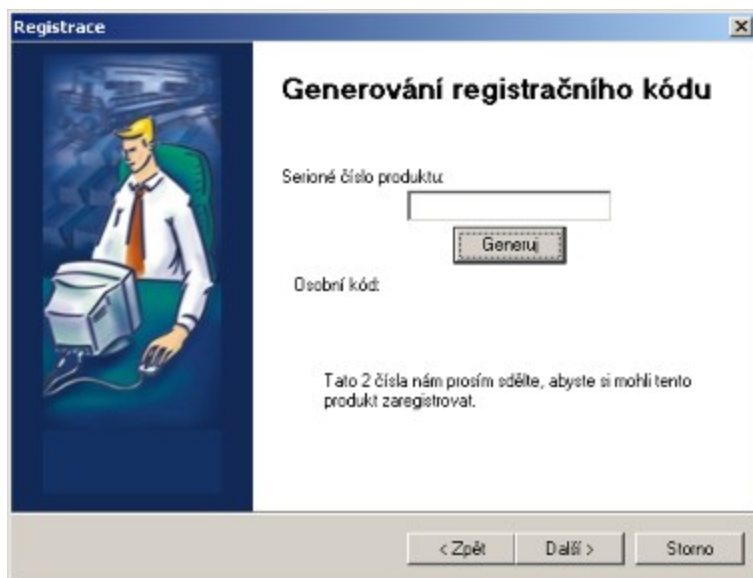 Registrace
Generování registračního kódu
Serioné číslo produktu:
Generuj
Osobní kód:
Tato 2 čísla nám prosím sdělte, abyste si mohli tento
produkt zaregistrovat.
< Zpět
Další >
Storno